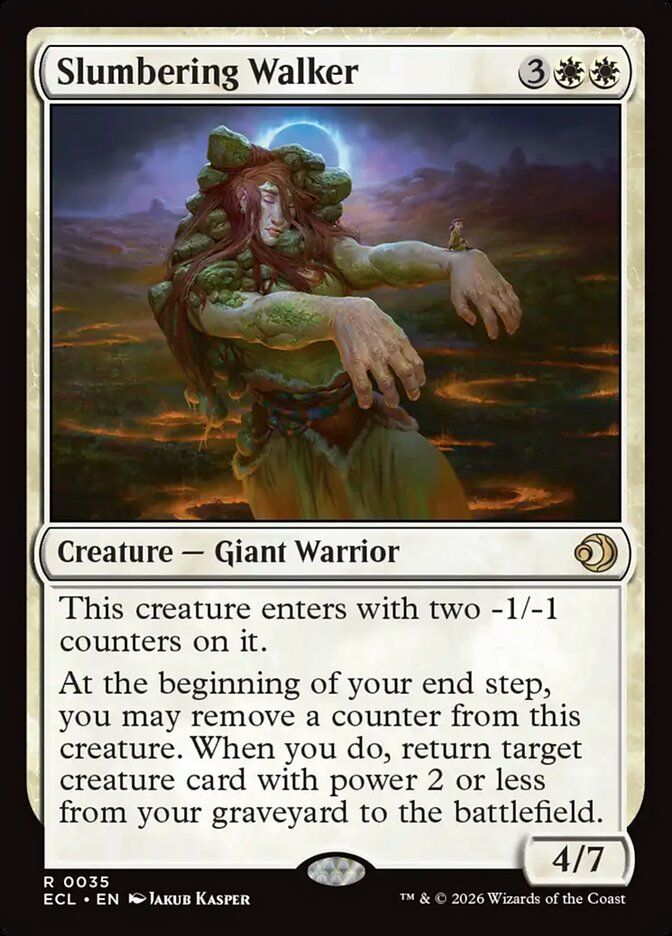 Slumbering Walker 3
Creature — Giant Warrior
This creature enters with two -1/-1
counters on it.
At the beginning of your end step,
you may remove a counter from this
creature. When you do, return target
creature card with power 2 or less
from your graveyard to the battlefield.
4/7
R 0035
ECL • EN Jakub Kasper
™ & © 2026 Wizards of the Coast